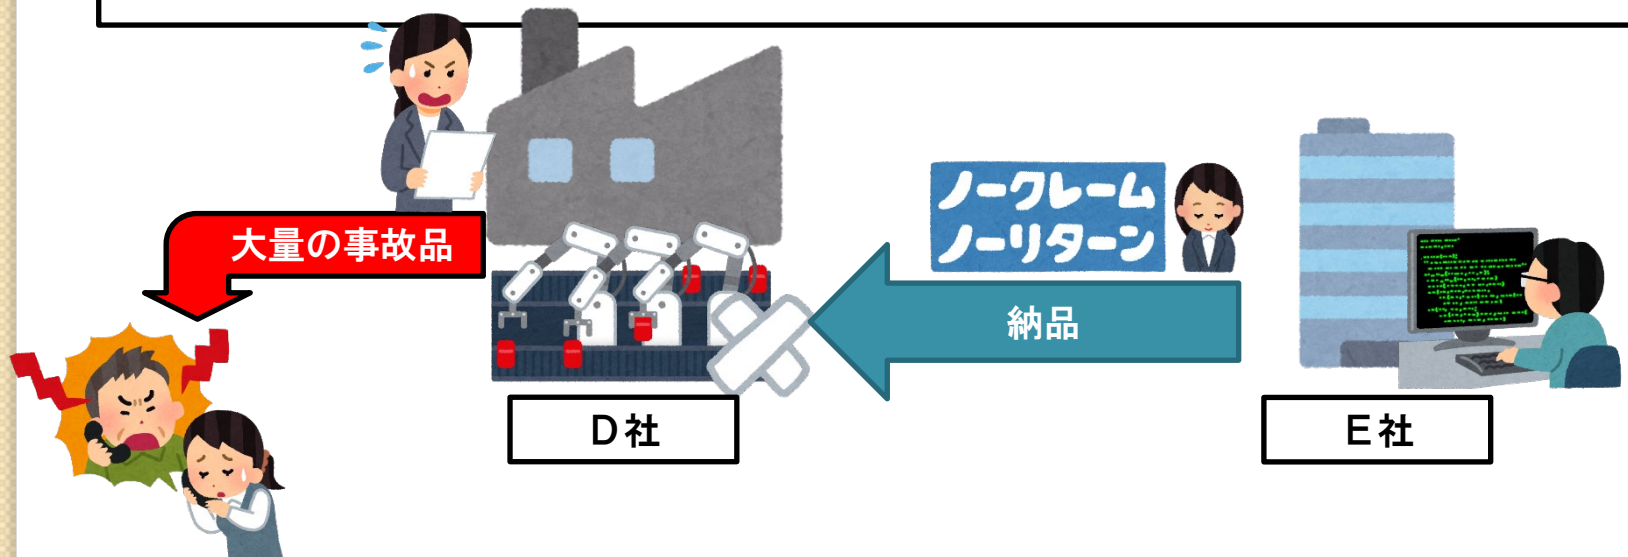 ノークレーム
ノーリターン
大量の事故品
納品
D社
E社